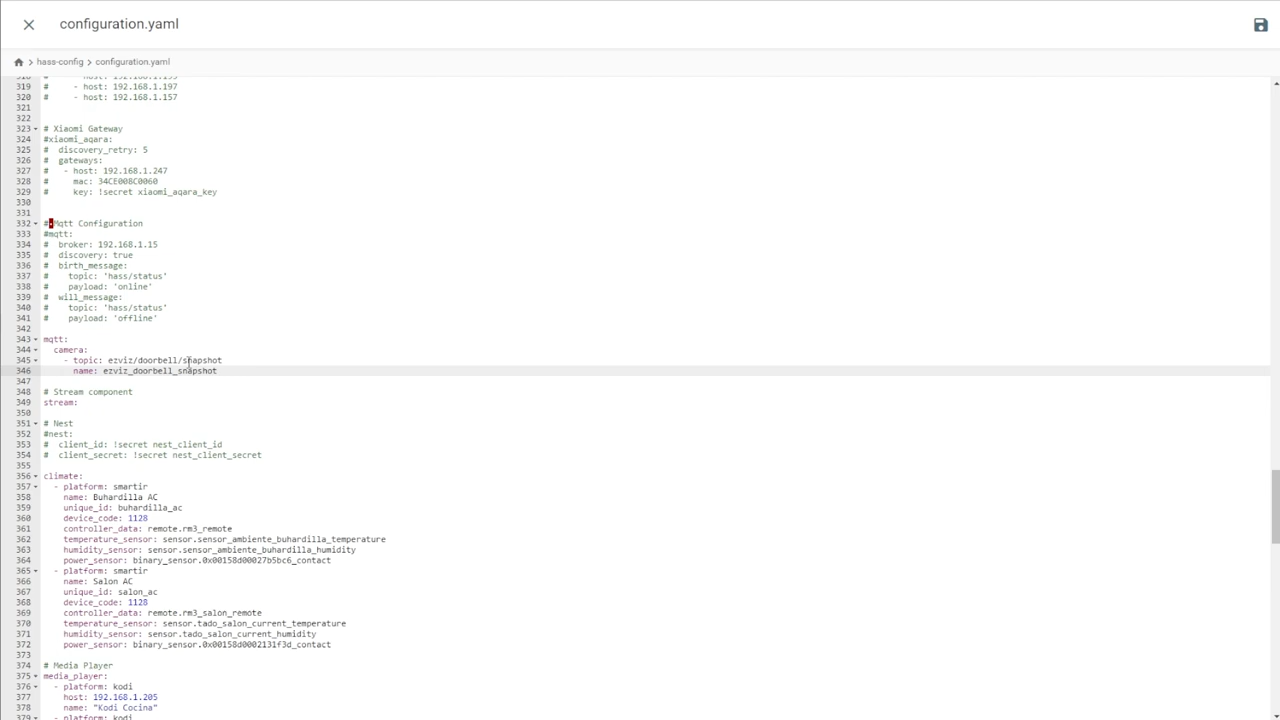 configuration.yaml
hass-config > configuration.yaml
319 #     - host: 192.168.1.197
320 #     - host: 192.168.1.157
321
322
323 # Xiaomi Gateway
324 #xiaomi_aqara:
325 #  discovery_retry: 5
326 #  gateways:
327 #   - host: 192.168.1.247
328 #     mac: 34CE008C0060
329 #     key: !secret xiaomi_aqara_key
330
331
332 # Mqtt Configuration
333 #mqtt:
334 #  broker: 192.168.1.15
335 #  discovery: true
336 #  birth_message:
337 #    topic: 'hass/status'
338 #    payload: 'online'
339 #  will_message:
340 #    topic: 'hass/status'
341 #    payload: 'offline'
342
343 mqtt:
344   camera:
345     - topic: ezviz/doorbell/snapshot
346       name: ezviz_doorbell_snapshot
347
348 # Stream component
349 stream:
350
351 # Nest
352 #nest:
353 #  client_id: !secret nest_client_id
354 #  client_secret: !secret nest_client_secret
355
356 climate:
357   - platform: smartir
358     name: Buhardilla AC
359     unique_id: buhardilla_ac
360     device_code: 1128
361     controller_data: remote.rm3_remote
362     temperature_sensor: sensor.sensor_ambiente_buhardilla_temperature
363     humidity_sensor: sensor.sensor_ambiente_buhardilla_humidity
364     power_sensor: binary_sensor.0x00158d00027b5bc6_contact
365   - platform: smartir
366     name: Salon AC
367     unique_id: salon_ac
368     device_code: 1128
369     controller_data: remote.rm3_salon_remote
370     temperature_sensor: sensor.tado_salon_current_temperature
371     humidity_sensor: sensor.tado_salon_current_humidity
372     power_sensor: binary_sensor.0x00158d0002131f3d_contact
373
374 # Media Player
375 media_player:
376   - platform: kodi
377     host: 192.168.1.205
378     name: "Kodi Cocina"
379   - platform: kodi